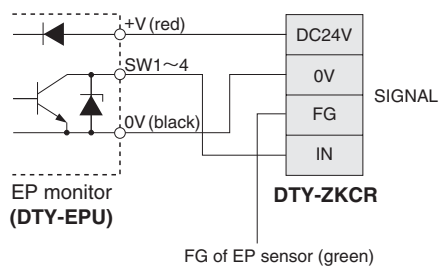 +V (red)
SW1～4
0V (black)
EP monitor
(DTY-EPU)
DC24V
0V
FG
IN
SIGNAL
DTY-ZKCR
FG of EP sensor (green)